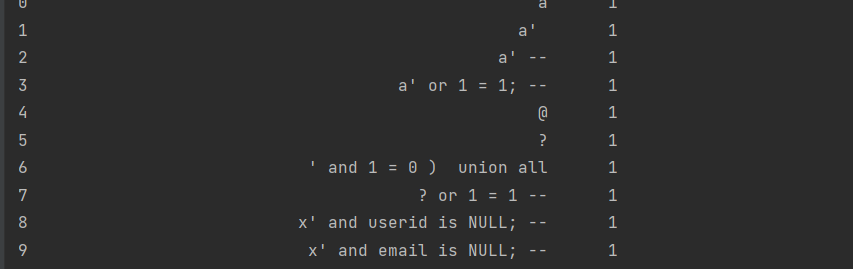 0 a 1
1 a' 1
2 a' -- 1
3 a' or 1 = 1; -- 1
4 @ 1
5 ? 1
6 ' and 1 = 0 )  union all 1
7 ? or 1 = 1 -- 1
8 x' and userid is NULL; -- 1
9 x' and email is NULL; -- 1